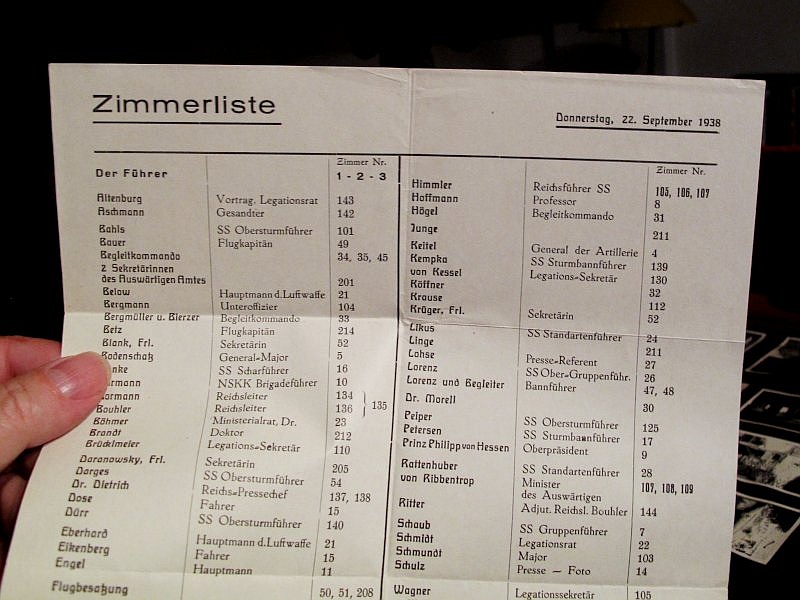 Zimmerliste
Donnerstag, 22. September 1938
Zimmer Nr.
Der Führer 1 - 2 - 3
Altenburg Vortrag. Legationsrat 143
Aschmann Gesandter 142
Bahls SS Obersturmführer 101
Bauer Flugkapitän 49
Begleitkommando 34, 35, 45
2 Sekretärinnen
des Auswärtigen Amtes 201
Below Hauptmann d. Luftwaffe 21
Bergmann Unteroffizier 104
Bergmüller u. Bierzer Begleitkommando 33
Betz Flugkapitän 214
Blank, Frl. Sekretärin 52
Bodenschatz General-Major 5
SS Scharführer 16
NSKK Brigadeführer 10
Bormann Reichsleiter 134
Bouhler Reichsleiter 136 } 135
Böhmer Ministerialrat, Dr. 23
Brandt Doktor 212
Brücklmeier Legations-Sekretär 110
Daranowsky, Frl. Sekretärin 205
Darges SS Obersturmführer 54
Dr. Dietrich Reichs-Pressechef 137, 138
Dose Fahrer 15
Dürr SS Obersturmführer 140
Eberhard Hauptmann d. Luftwaffe 21
Eikenberg Fahrer 15
Engel Hauptmann 11
Flugbesatzung 50, 51, 208
Zimmer Nr.
Himmler Reichsführer SS 105, 106, 107
Hoffmann Professor 8
Högel Begleitkommando 31
Junge 211
Keitel General der Artillerie 4
Kempka SS Sturmbannführer 139
von Kessel Legations-Sekretär 130
Köffner 32
Krause 112
Krüger, Frl. Sekretärin 52
Likus SS Standartenführer 24
Linge 211
Lohse Presse-Referent 27
Lorenz SS Ober-Gruppenführ. 26
Lorenz und Begleiter Bannführer 47, 48
Dr. Morell 30
Peiper SS Obersturmführer 125
Petersen SS Sturmbannführer 17
Prinz Philipp von Hessen Oberpräsident 9
Rattenhuber SS Standartenführer 28
von Ribbentrop Minister
des Auswärtigen 107, 108, 109
Ritter Adjut. Reichsl. Bouhler 144
Schaub SS Gruppenführer 7
Schmidt Legationsrat 22
Schmundt Major 103
Schulz Presse — Foto 14
Wagner Legationssekretär 105